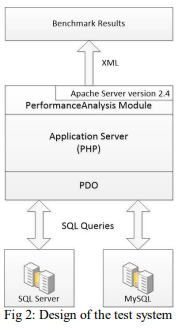 Benchmark Results
XML
Apache Server version 2.4
PerformanceAnalysis Module
Application Server
(PHP)
PDO
SQL Queries
SQL Server
MySQL
Fig 2: Design of the test system